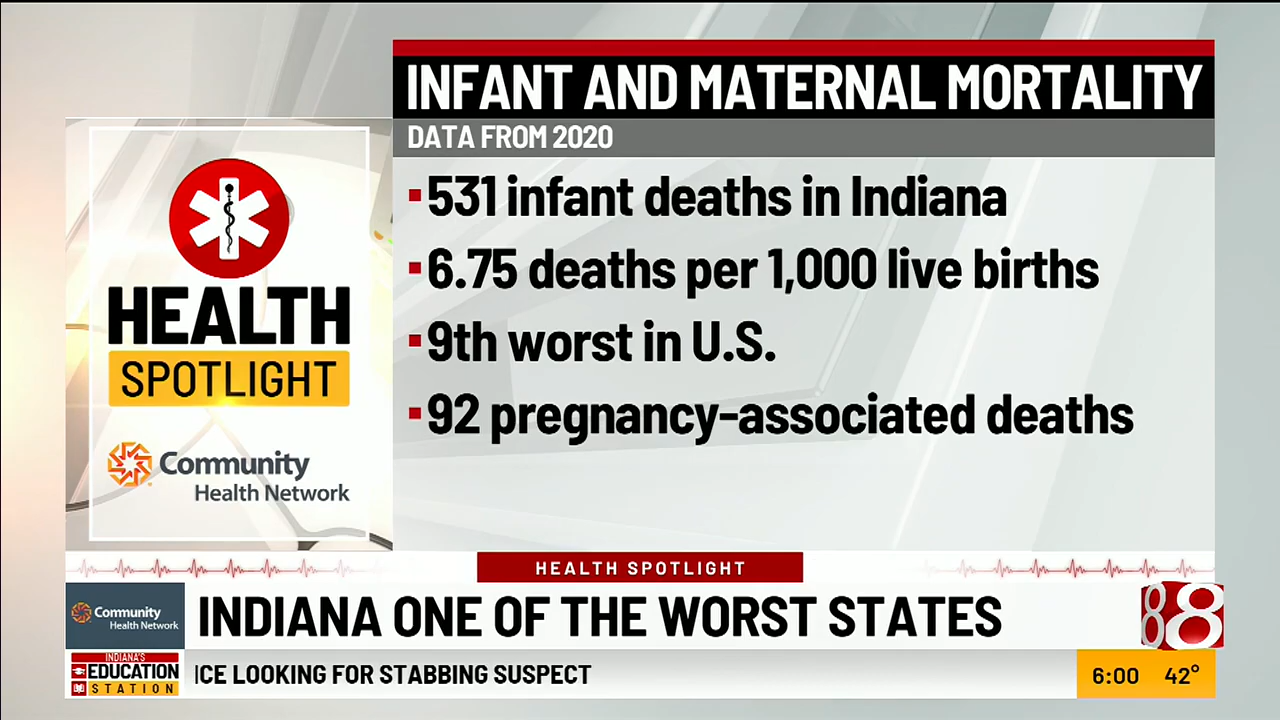 INFANT AND MATERNAL MORTALITY
DATA FROM 2020
531 infant deaths in Indiana
6.75 deaths per 1,000 live births
9th worst in U.S.
92 pregnancy-associated deaths
HEALTH
SPOTLIGHT
Community
Health Network
HEALTH SPOTLIGHT
Community
Health Network
INDIANA ONE OF THE WORST STATES
8 8
INDIANA'S
EDUCATION
STATION
ICE LOOKING FOR STABBING SUSPECT
6:00 42°